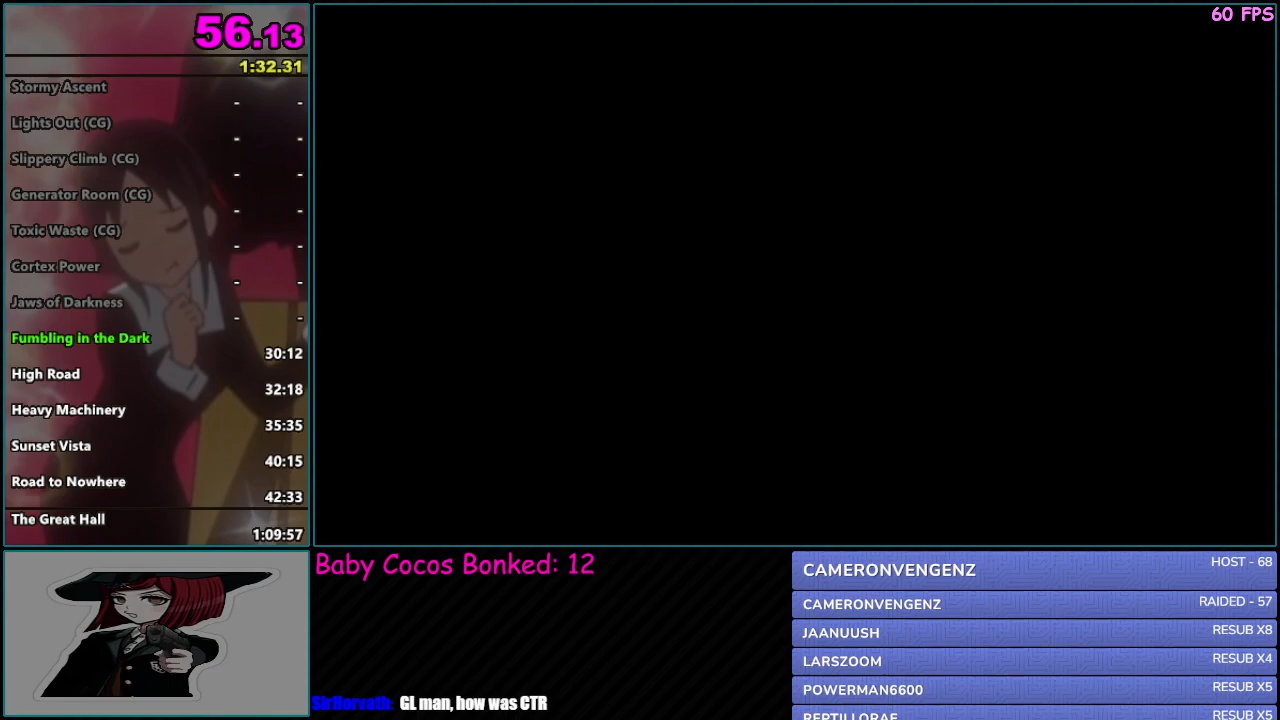 60 FPS
56.13
1:32.31
Stormy Ascent
- -
Lights Out (CG)
- -
Slippery Climb (CG)
- -
Generator Room (CG)
- -
Toxic Waste (CG)
- -
Cortex Power
- -
Jaws of Darkness
- -
Fumbling in the Dark
30:12
High Road
32:18
Heavy Machinery
35:35
Sunset Vista
40:15
Road to Nowhere
42:33
The Great Hall
1:09:57
Baby Cocos Bonked: 12
SirHorvath: GL man, how was CTR
CAMERONVENGENZ HOST - 68
CAMERONVENGENZ RAIDED - 57
JAANUUSH RESUB X8
LARSZOOM RESUB X4
POWERMAN6600 RESUB X5
REPTILLORAE RESUB X5